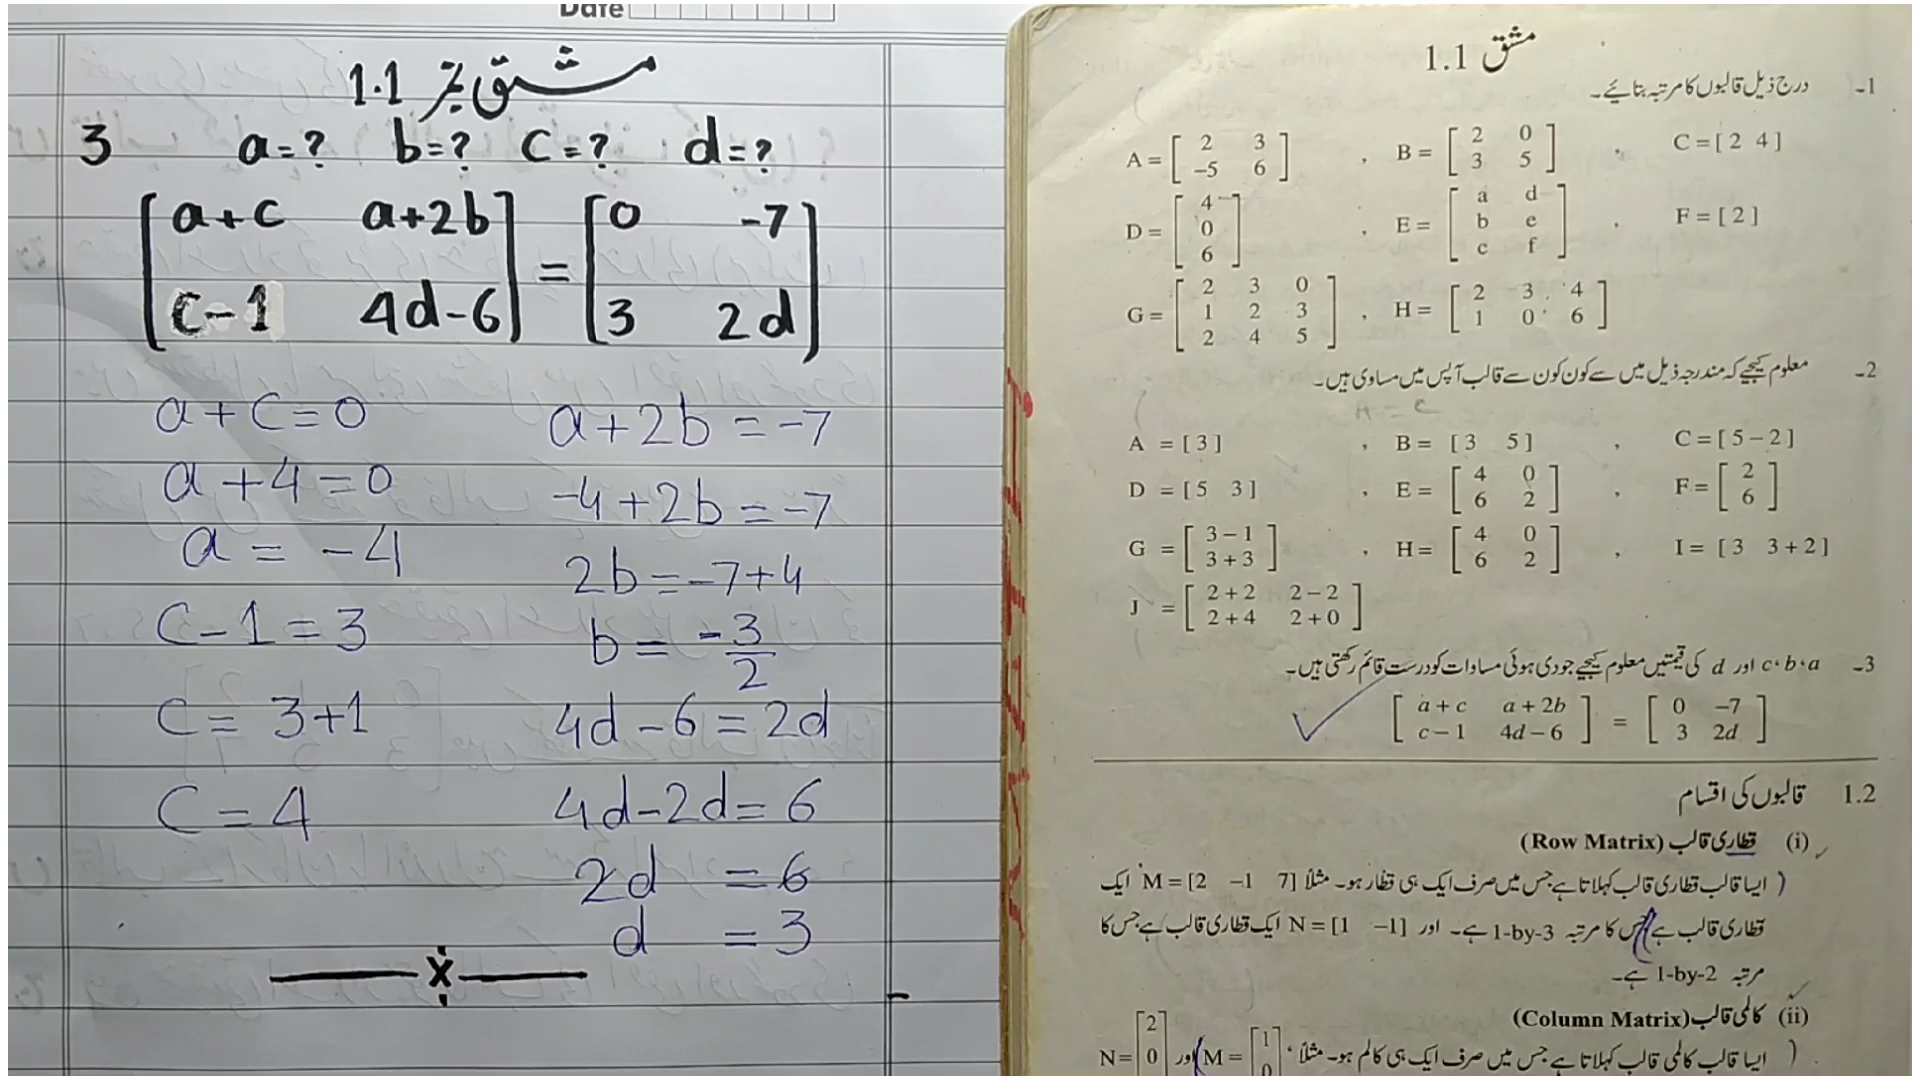 Date
مشق نمبر 1.1
3 a=? b=? c=? d=?
[a+c a+2b] = [0 -7]
[c-1 4d-6] [3 2d]
a+c=0
a+4=0
a=-4
c-1=3
c=3+1
c=4
a+2b=-7
-4+2b=-7
2b=-7+4
b=-3/2
4d-6=2d
4d-2d=6
2d=6
d=3
x
مشق 1.1
1۔ درج ذیل قالبوں کا مرتبہ بتائیے۔
A = [2 3; -5 6] , B = [2 0; 3 5] , C = [2 4]
D = [4; 0; 6] , E = [a d; b e; c f] , F = [2]
G = [2 3 0; 1 2 3; 2 4 5] , H = [2 3 4; 1 0 6]
2۔ معلوم کیجیے کہ مندرجہ ذیل میں سے کون کون سے قالب آپس میں مساوی ہیں۔
A = [3] , B = [3 5] , C = [5-2]
D = [5 3] , E = [4 0; 6 2] , F = [2; 6]
G = [3-1; 3+3] , H = [4 0; 6 2] , I = [3 3+2]
J = [2+2 2-2; 2+4 2+0]
3۔ a، b، c اور d کی قیمتیں معلوم کیجیے جو دی ہوئی مساوات کو درست قائم رکھتی ہیں۔
[a+c a+2b; c-1 4d-6] = [0 -7; 3 2d]
1.2 قالبوں کی اقسام
(i) قطاری قالب (Row Matrix)
ایسا قالب قطاری قالب کہلاتا ہے جس میں صرف ایک ہی قطار ہو۔ مثلاً M = [2 -1 7] ایک
قطاری قالب ہے جس کا مرتبہ 1-by-3 ہے۔ اور N = [1 -1] ایک قطاری قالب ہے جس کا
مرتبہ 1-by-2 ہے۔
(ii) کالمی قالب (Column Matrix)
ایسا قالب کالمی قالب کہلاتا ہے جس میں صرف ایک ہی کالم ہو۔ مثلاً، M = [1; 0] اور N = [2; 0]